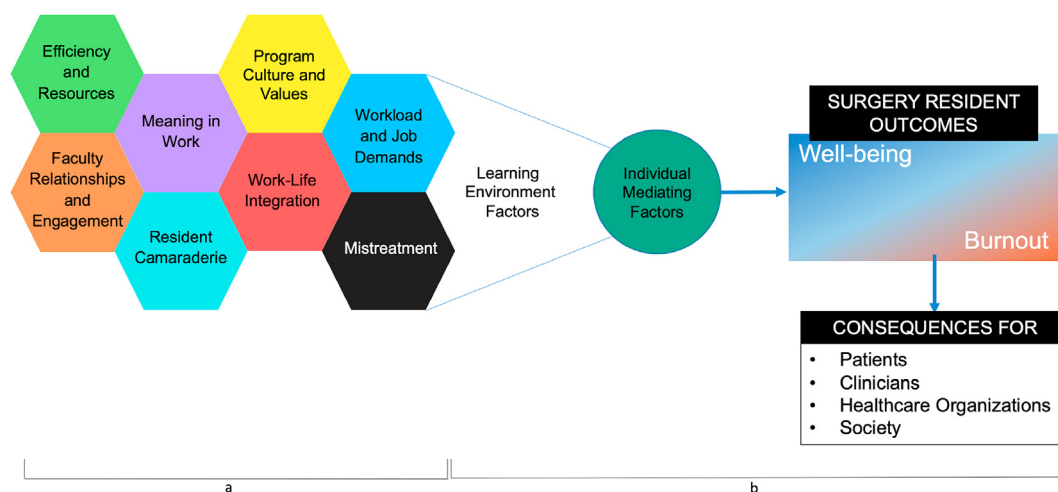 Efficiency
and
Resources
Program
Culture and
Values
Meaning in
Work
Workload
and Job
Demands
Faculty
Relationships
and
Engagement
Work-Life
Integration
Resident
Camaraderie
Mistreatment
Learning
Environment
Factors
Individual
Mediating
Factors
SURGERY RESIDENT
OUTCOMES
Well-being
Burnout
CONSEQUENCES FOR
• Patients
• Clinicians
• Healthcare Organizations
• Society
a
b